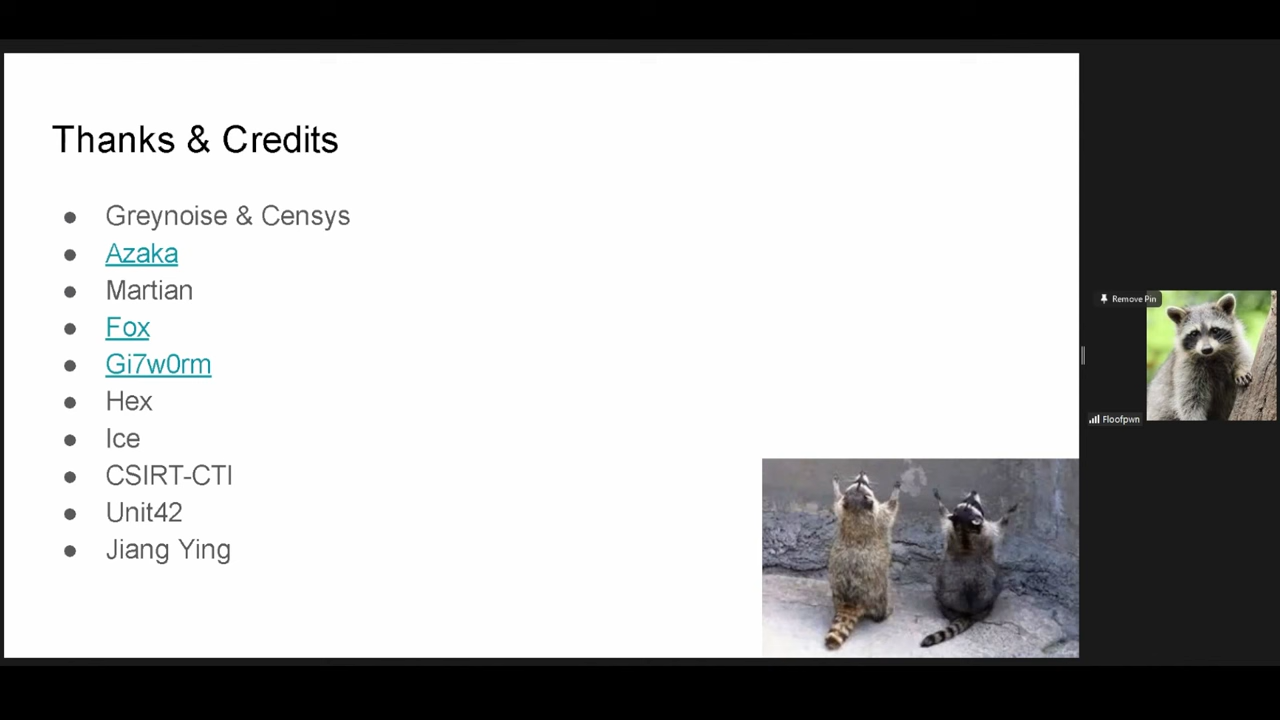 Thanks & Credits
Greynoise & Censys
Azaka
Martian
Fox
Gi7w0rm
Hex
Ice
CSIRT-CTI
Unit42
Jiang Ying
Remove Pin
Floofpwn